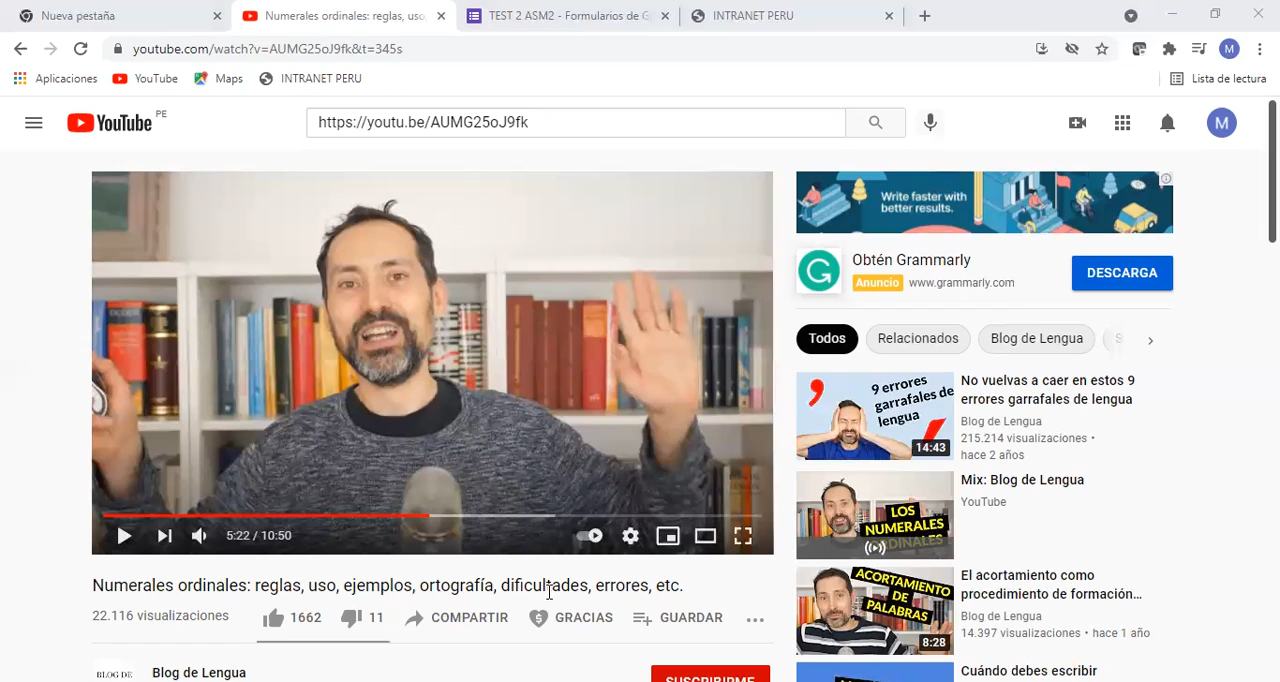 Nueva pestaña
Numerales ordinales: reglas, uso,
TEST 2 ASM2 - Formularios de G
INTRANET PERU
youtube.com/watch?v=AUMG25oJ9fk&t=345s
M
Aplicaciones
YouTube
Maps
INTRANET PERU
Lista de lectura
YouTube PE
https://youtu.be/AUMG25oJ9fk
M
Write faster with
better results.
Obtén Grammarly
Anuncio www.grammarly.com
DESCARGA
Todos
Relacionados
Blog de Lengua
S
9 errores
garrafales de
lengua
14:43
No vuelvas a caer en estos 9
errores garrafales de lengua
Blog de Lengua
215.214 visualizaciones •
hace 2 años
LOS
NUMERALES
ORDINALES
Mix: Blog de Lengua
YouTube
5:22 / 10:50
ACORTAMIENTO
DE
PALABRAS
8:28
El acortamiento como
procedimiento de formación...
Blog de Lengua
14.397 visualizaciones • hace 1 año
Numerales ordinales: reglas, uso, ejemplos, ortografía, dificultades, errores, etc.
22.116 visualizaciones
1662
11
COMPARTIR
GRACIAS
GUARDAR
BLOG DE
Blog de Lengua
SUSCRIBIRME
Cuándo debes escribir